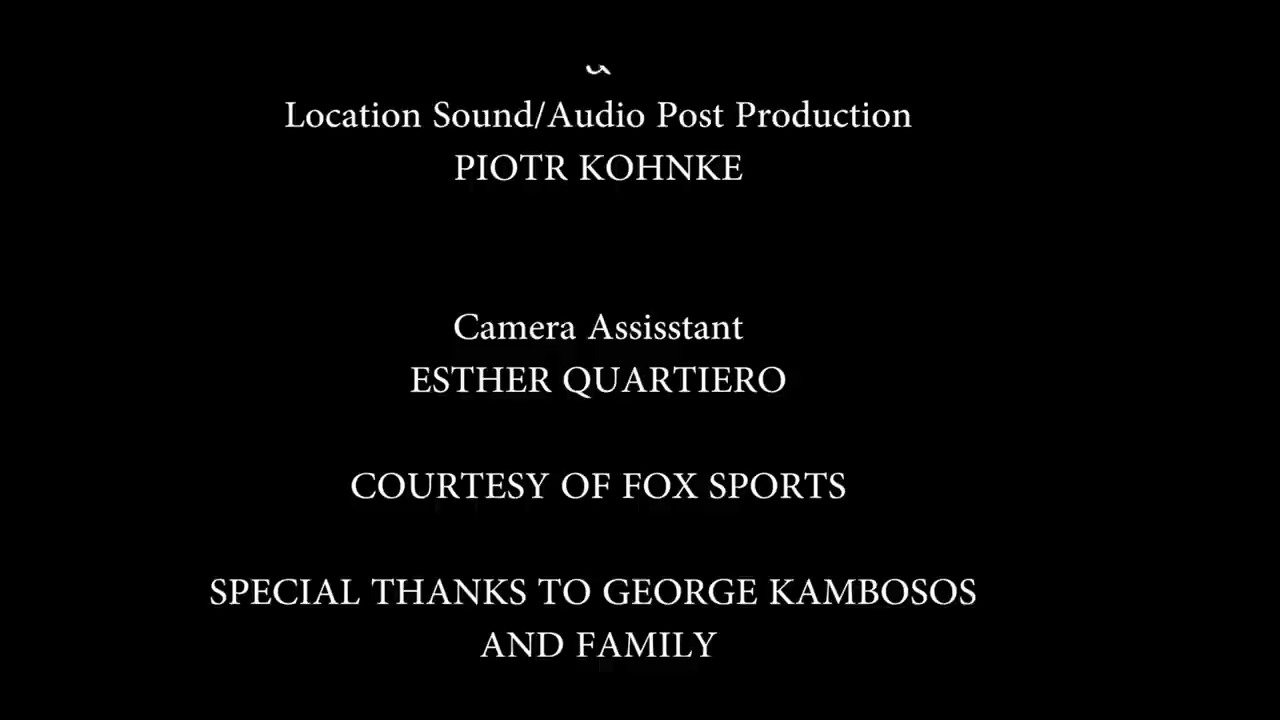 Location Sound/Audio Post Production
PIOTR KOHNKE
Camera Assisstant
ESTHER QUARTIERO
COURTESY OF FOX SPORTS
SPECIAL THANKS TO GEORGE KAMBOSOS
AND FAMILY